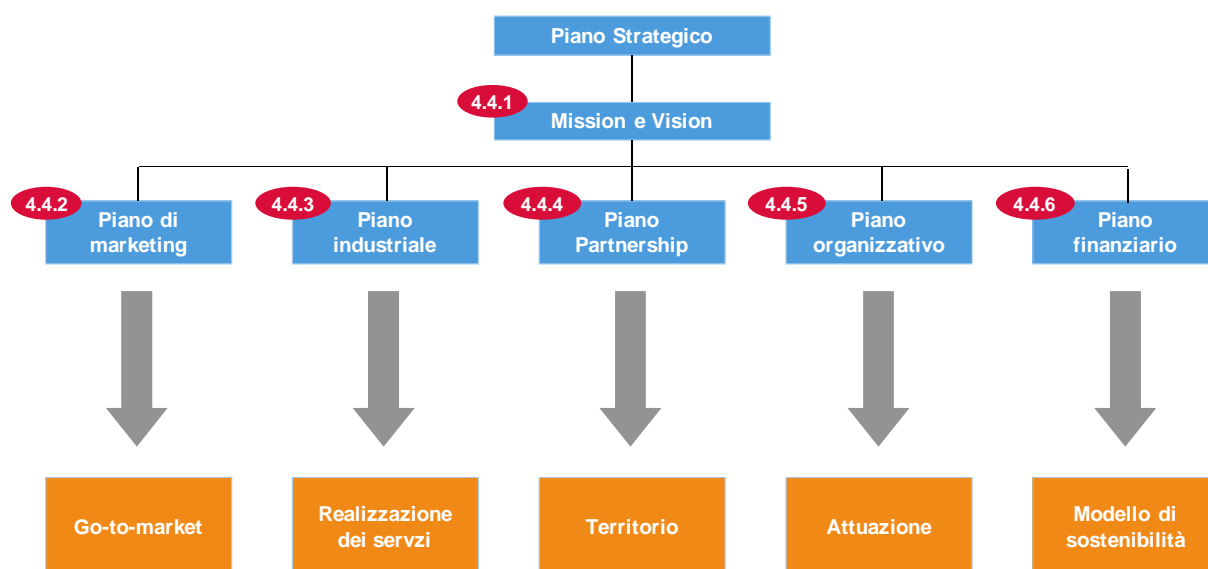 Piano Strategico
4.4.1
Mission e Vision
4.4.2
Piano di
marketing
4.4.3
Piano
industriale
4.4.4
Piano
Partnership
4.4.5
Piano
organizzativo
4.4.6
Piano
finanziario
Go-to-market
Realizzazione
dei servzi
Territorio
Attuazione
Modello di
sostenibilità